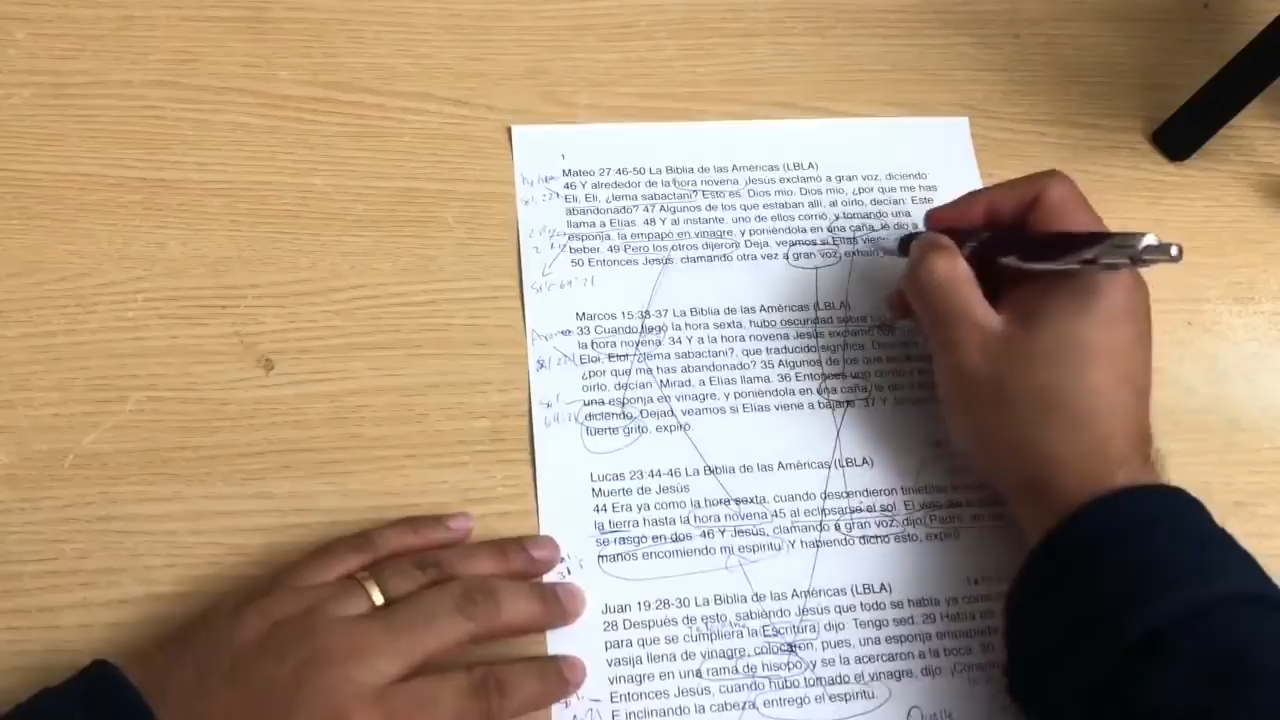 1
Mateo 27:46-50 La Biblia de las Américas (LBLA)
46 Y alrededor de la hora novena, Jesús exclamó a gran voz, diciendo:
Elí, Elí, ¿lema sabactani? Esto es: Dios mío, Dios mío, ¿por qué me has
abandonado? 47 Algunos de los que estaban allí, al oírlo, decían: Este
llama a Elías. 48 Y al instante, uno de ellos corrió, y tomando una
esponja, la empapó en vinagre, y poniéndola en una caña, le dio a
beber. 49 Pero los otros dijeron: Deja, veamos si Elías
50 Entonces Jesús, clamando otra vez a gran voz,
Marcos 15:33-37 La Biblia de las Américas (LBLA)
33 Cuando llegó la hora sexta, hubo oscuridad sobre
la hora novena. 34 Y a la hora novena Jesús exclamó
Eloi, Eloi, ¿lema sabactani?, que traducido significa,
¿por qué me has abandonado? 35 Algunos de los que
oírlo, decían: Mirad, a Elías llama. 36 Entonces uno
una esponja en vinagre, y poniéndola en una caña, le dio a
diciendo: Dejad, veamos si Elías viene a bajarle. 37 Y
fuerte grito, expiró.
Lucas 23:44-46 La Biblia de las Américas (LBLA)
Muerte de Jesús
44 Era ya como la hora sexta, cuando descendieron tinieblas
la tierra hasta la hora novena 45 al eclipsarse el sol. El velo
se rasgó en dos. 46 Y Jesús, clamando a gran voz, dijo: Padre, en
manos encomiendo mi espíritu. Y habiendo dicho esto, expiró.
Juan 19:28-30 La Biblia de las Américas (LBLA)
28 Después de esto, sabiendo Jesús que todo se había ya
para que se cumpliera la Escritura, dijo: Tengo sed. 29 Había
vasija llena de vinagre; colocaron, pues, una esponja empapada
vinagre en una rama de hisopo, y se la acercaron a la boca. 30
Entonces Jesús, cuando hubo tomado el vinagre, dijo:
E inclinando la cabeza, entregó el espíritu.